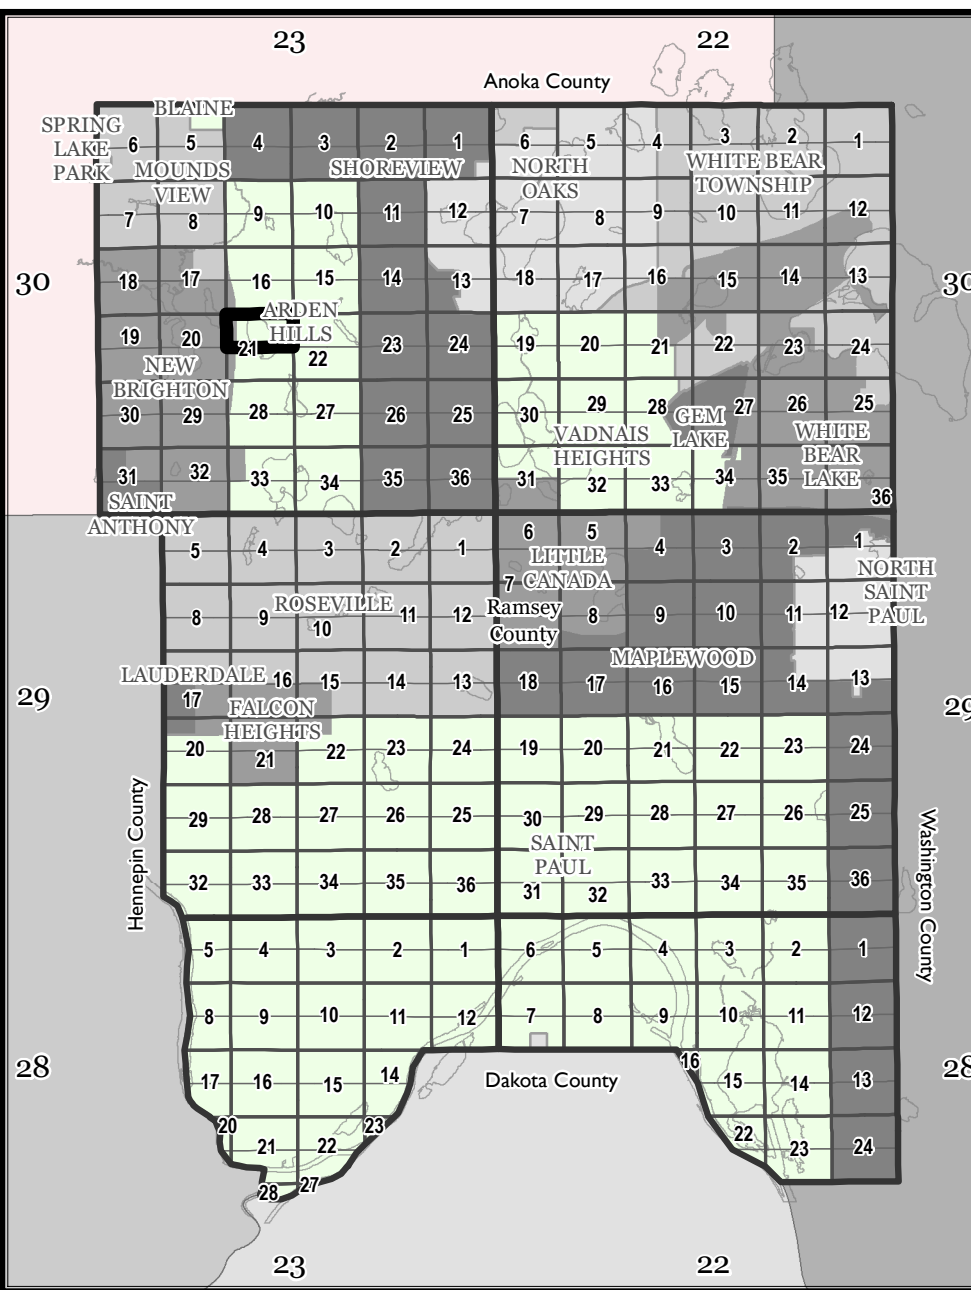 23 22
Anoka County
BLAINE
SPRING
LAKE
PARK
6 5 4 3 2 1 6 5 4 3 2 1
MOUNDS
VIEW
SHOREVIEW
NORTH
OAKS
WHITE BEAR
TOWNSHIP
7 8 9 10 11 12 7 8 9 10 11 12
30 18 17 16 15 14 13 18 17 16 15 14 13 30
ARDEN
HILLS
19 20 21 22 23 24 19 20 21 22 23 24
NEW
BRIGHTON
30 29 28 27 26 25 30 29 28 27 26 25
GEM
LAKE
VADNAIS
HEIGHTS
WHITE
BEAR
LAKE
31 32 33 34 35 36 31 32 33 34 35 36
SAINT
ANTHONY
5 4 3 2 1 6 5 4 3 2 1
LITTLE
CANADA
NORTH
SAINT
PAUL
8 9 10 11 12 7 8 9 10 11 12
ROSEVILLE
Ramsey
County
MAPLEWOOD
LAUDERDALE
29 17 16 15 14 13 18 17 16 15 14 13 29
FALCON
HEIGHTS
20 21 22 23 24 19 20 21 22 23 24
29 28 27 26 25 30 29 28 27 26 25
SAINT
PAUL
32 33 34 35 36 31 32 33 34 35 36
Hennepin County
Washington County
5 4 3 2 1 6 5 4 3 2 1
8 9 10 11 12 7 8 9 10 11 12
28 17 16 15 14 16 15 14 13 28
Dakota County
20 21 22 23 22 23 24
28 27
23 22